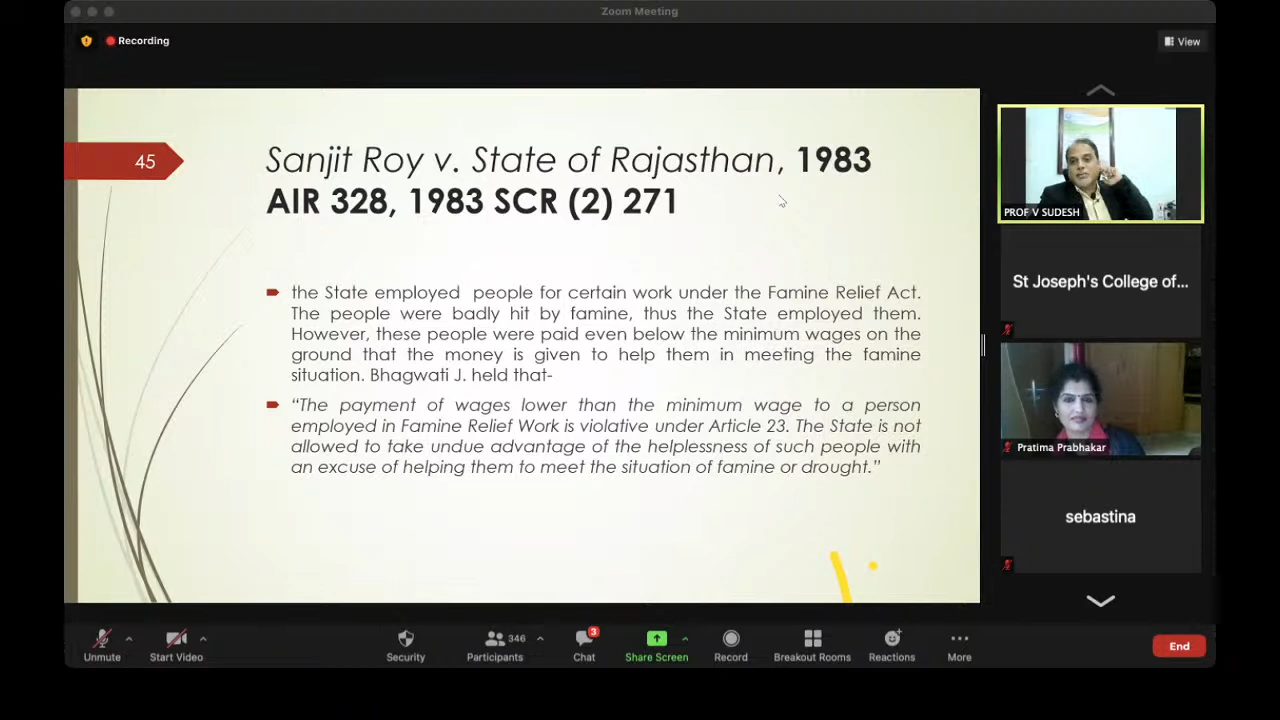 Zoom Meeting
Recording
View
45
Sanjit Roy v. State of Rajasthan, 1983
AIR 328, 1983 SCR (2) 271
the State employed people for certain work under the Famine Relief Act.
The people were badly hit by famine, thus the State employed them.
However, these people were paid even below the minimum wages on the
ground that the money is given to help them in meeting the famine
situation. Bhagwati J. held that-
“The payment of wages lower than the minimum wage to a person
employed in Famine Relief Work is violative under Article 23. The State is not
allowed to take undue advantage of the helplessness of such people with
an excuse of helping them to meet the situation of famine or drought.”
PROF V SUDESH
St Joseph's College of...
Pratima Prabhakar
sebastina
Unmute
Start Video
Security
346
Participants
3
Chat
Share Screen
Record
Breakout Rooms
Reactions
More
End